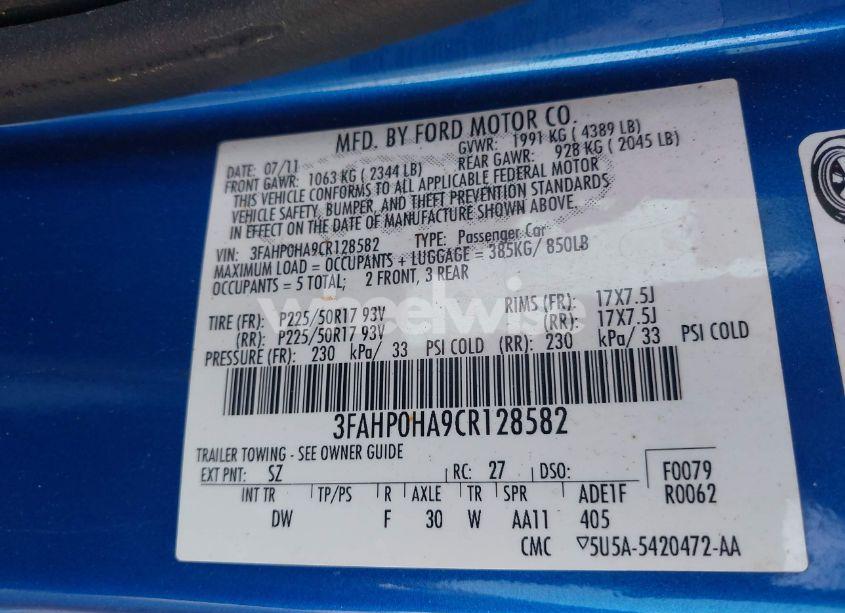 MFD. BY FORD MOTOR CO.
DATE: 07/11 GVWR: 1991 KG ( 4389 LB)
FRONT GAWR: 1063 KG ( 2344 LB) REAR GAWR: 928 KG ( 2045 LB)
THIS VEHICLE CONFORMS TO ALL APPLICABLE FEDERAL MOTOR
VEHICLE SAFETY, BUMPER, AND THEFT PREVENTION STANDARDS
IN EFFECT ON THE DATE OF MANUFACTURE SHOWN ABOVE.
VIN: 3FAHP0HA9CR128582 TYPE: Passenger Car
MAXIMUM LOAD = OCCUPANTS + LUGGAGE = 385KG/ 850LB
OCCUPANTS = 5 TOTAL; 2 FRONT, 3 REAR
wheelwise
TIRE (FR): P225/50R17 93V RIMS (FR): 17X7.5J
(RR): P225/50R17 93V (RR): 17X7.5J
PRESSURE (FR): 230 kPa/ 33 PSI COLD (RR): 230 kPa/ 33 PSI COLD
3FAHP0HA9CR128582
TRAILER TOWING - SEE OWNER GUIDE
EXT PNT: SZ RC: 27 DSO: F0079
INT TR TP/PS R AXLE TR SPR ADE1F R0062
DW F 30 W AA11 405
CMC ▽5U5A-5420472-AA